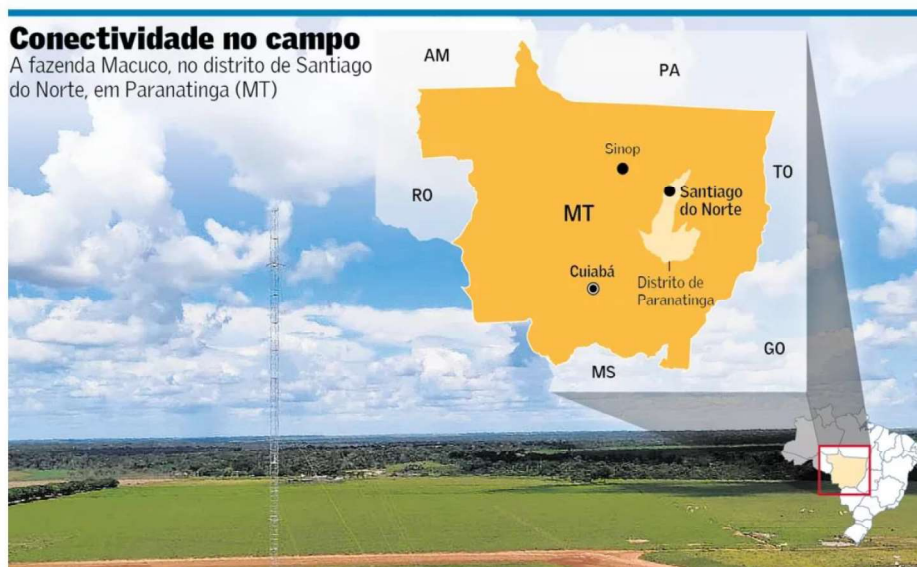 Conectividade no campo
A fazenda Macuco, no distrito de Santiago
do Norte, em Paranatinga (MT)
AM
PA
Sinop
TO
RO
Santiago
do Norte
MT
Cuiabá
Distrito de
Paranatinga
GO
MS